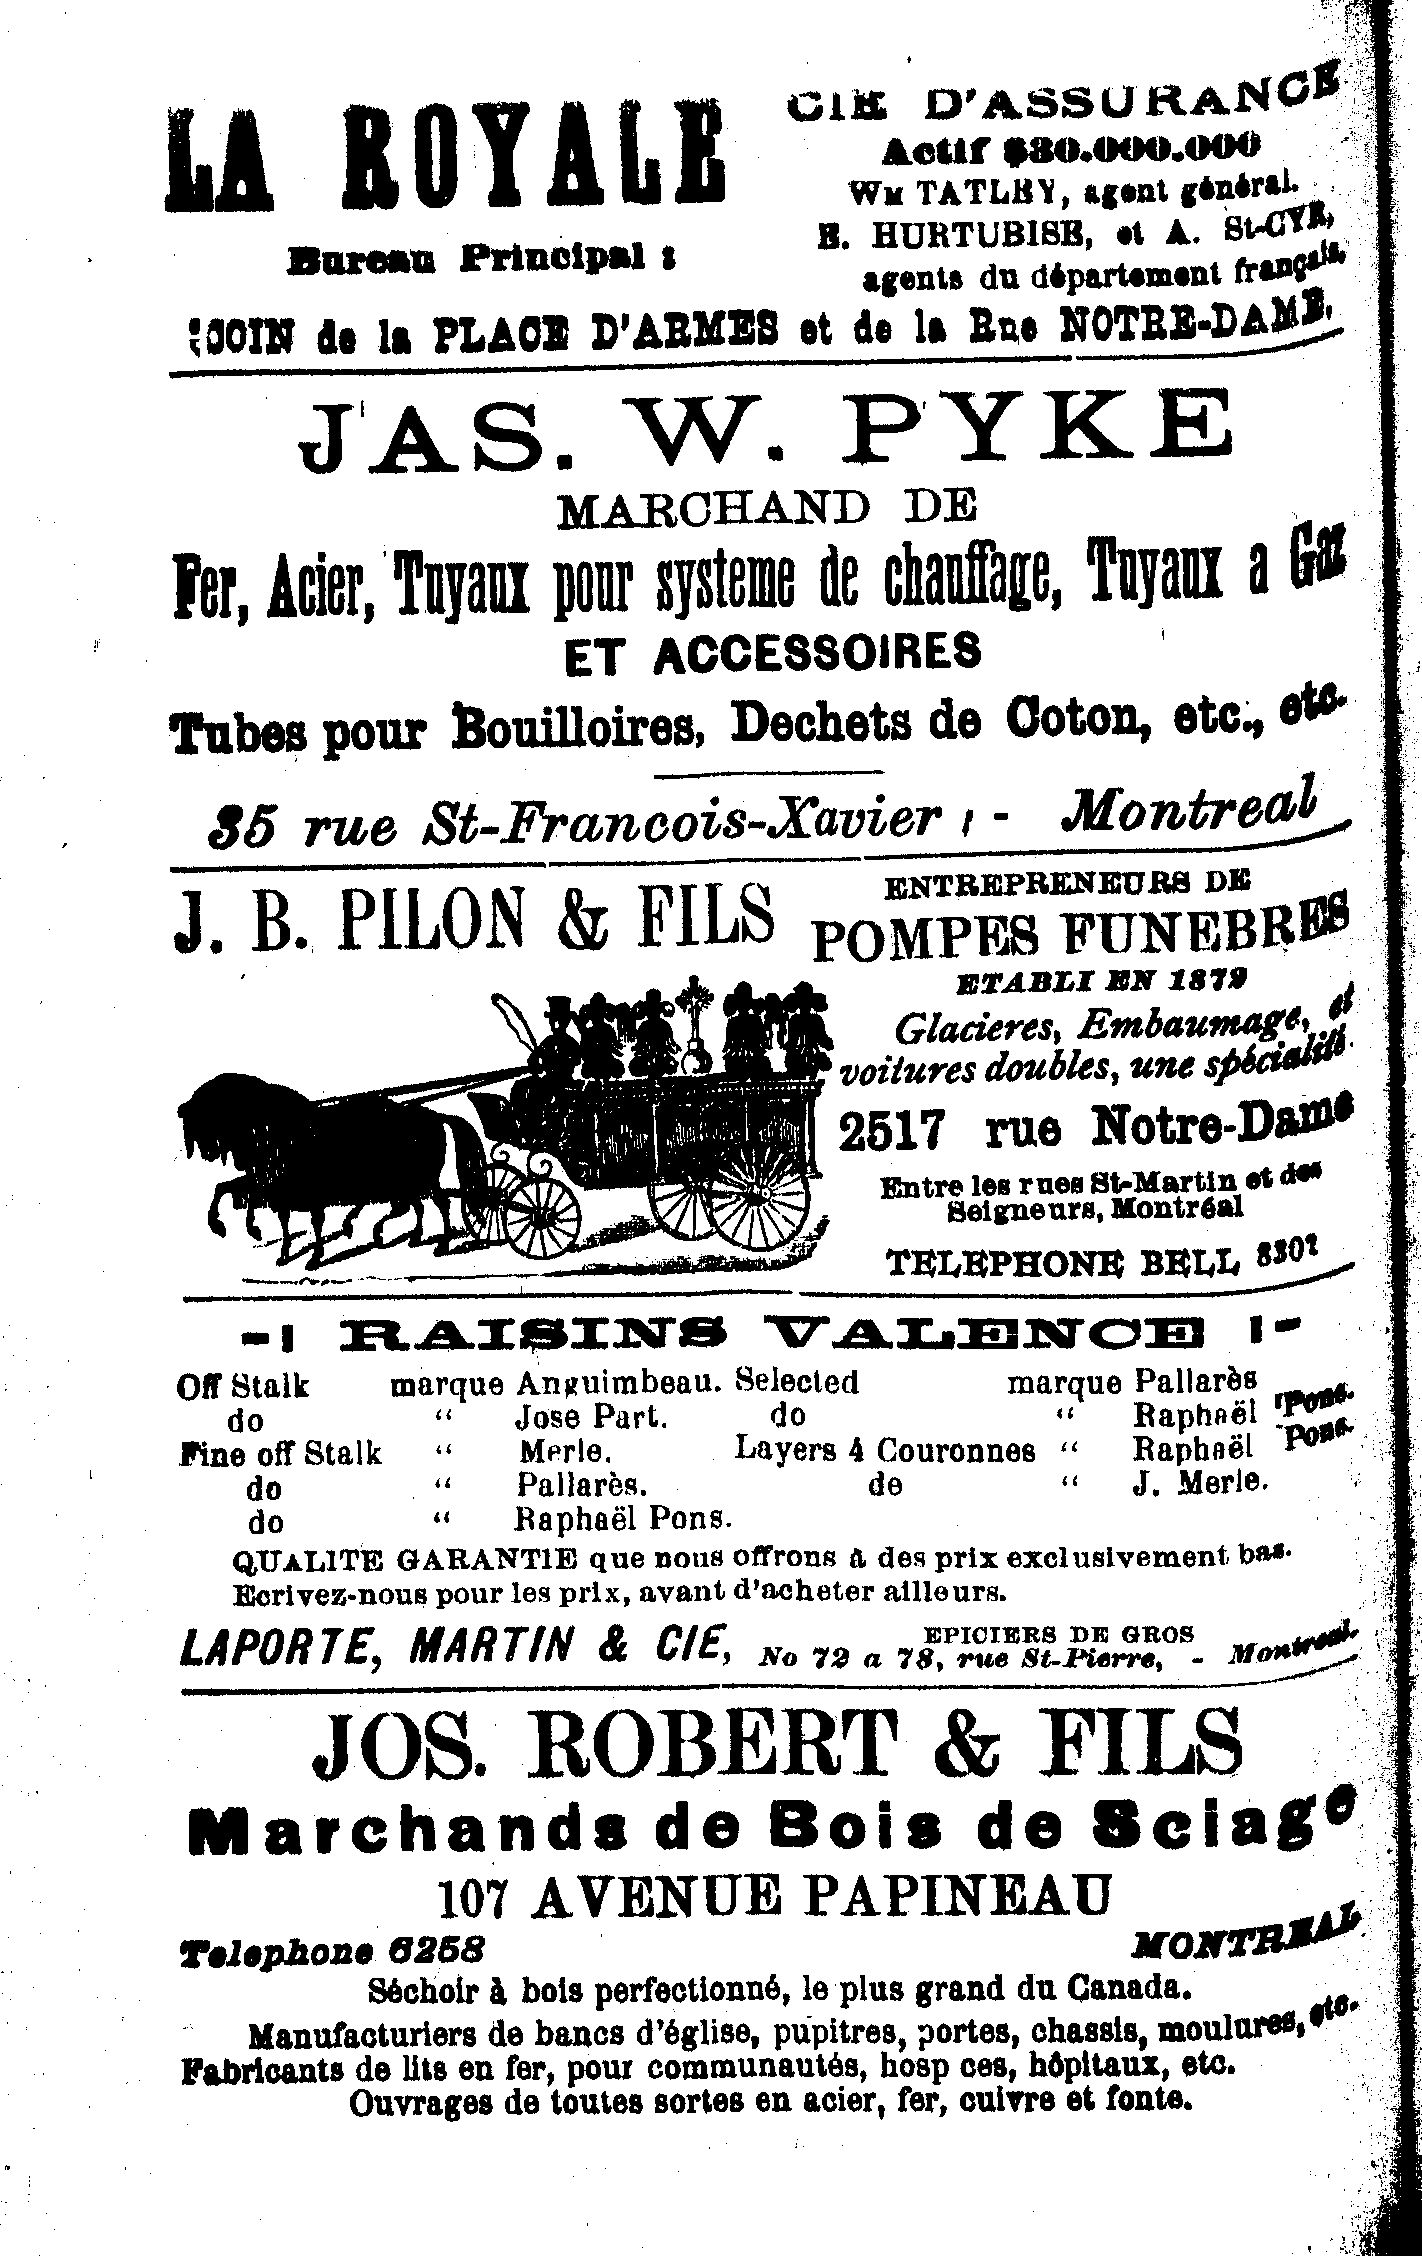 LA ROYALE
CIE D'ASSURANCE
Actif $30.000.000
WM TATLEY, agent général.
E. HURTUBISE, et A. St-CYR,
agents du département français.
Bureau Principal :
COIN de la PLACE D'ARMES et de la Rue NOTRE-DAME.
JAS. W. PYKE
MARCHAND DE
Fer, Acier, Tuyaux pour systeme de chauffage, Tuyaux a Gaz
ET ACCESSOIRES
Tubes pour Bouilloires, Dechets de Coton, etc., etc.
35 rue St-Francois-Xavier, - Montreal
J. B. PILON & FILS
ENTREPRENEURS DE
POMPES FUNEBRES
ETABLI EN 1879
Glacieres, Embaumage, et
voitures doubles, une spécialité.
2517 rue Notre-Dame
Entre les rues St-Martin et des
Seigneurs, Montréal
TELEPHONE BELL
-| RAISINS VALENCE |-
Off Stalk marque Anguimbeau. Selected marque Pallarès
do “ Jose Part. do “ Raphaël Pons.
Fine off Stalk “ Merle. Layers 4 Couronnes “ Raphaël Pons.
do “ Pallarès. de “ J. Merle.
do “ Raphaël Pons.
QUALITE GARANTIE que nous offrons à des prix exclusivement bas.
Ecrivez-nous pour les prix, avant d'acheter ailleurs.
LAPORTE, MARTIN & CIE, EPICIERS DE GROS
No 72 a 78, rue St-Pierre, - Montreal.
JOS. ROBERT & FILS
Marchands de Bois de Sciage
107 AVENUE PAPINEAU
Telephone 6258 MONTREAL
Séchoir à bois perfectionné, le plus grand du Canada.
Manufacturiers de bancs d'église, pupitres, portes, chassis, moulures, etc.
Fabricants de lits en fer, pour communautés, hosp ces, hôpitaux, etc.
Ouvrages de toutes sortes en acier, fer, cuivre et fonte.